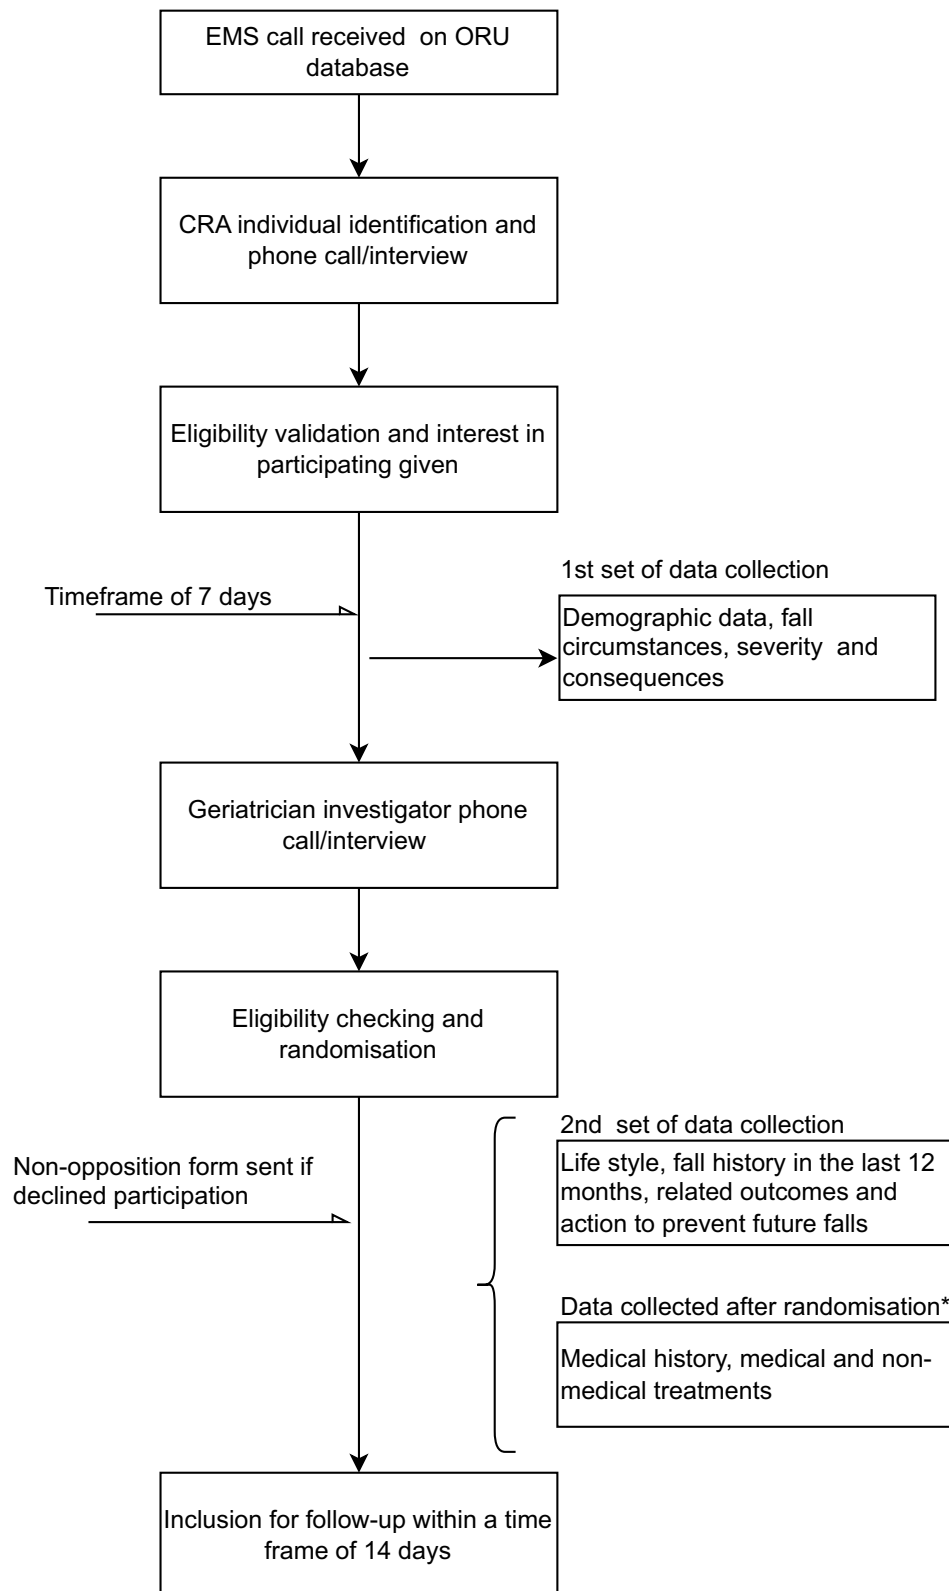 EMS call received  on ORU
database
CRA individual identification and
phone call/interview
Eligibility validation and interest in
participating given
Timeframe of 7 days
1st set of data collection
Demographic data, fall
circumstances, severity  and
consequences
Geriatrician investigator phone
call/interview
Eligibility checking and
randomisation
Non-opposition form sent if
declined participation
2nd  set of data collection
Life style, fall history in the last 12
months, related outcomes and
action to prevent future falls
Data collected after randomisation*
Medical history, medical and non-
medical treatments
Inclusion for follow-up within a time
frame of 14 days